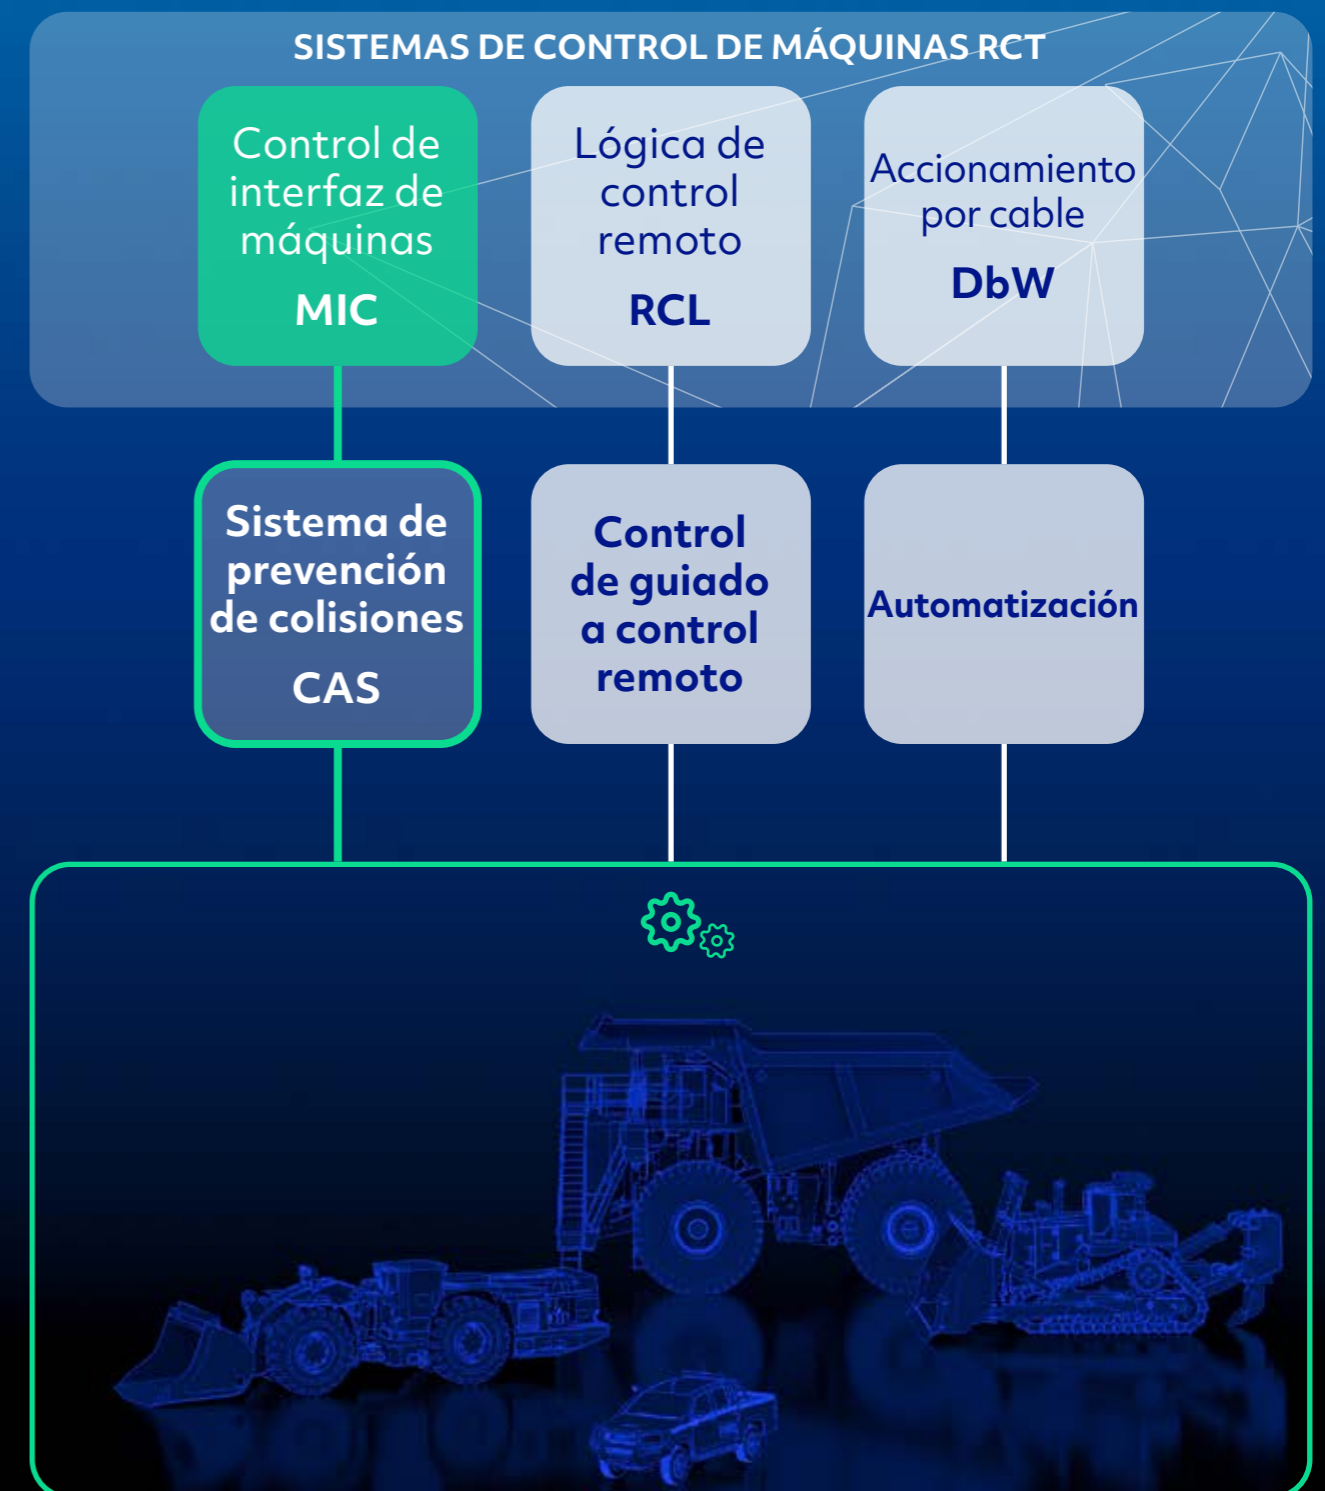 SISTEMAS DE CONTROL DE MÁQUINAS RCT
Control de
interfaz de
máquinas
MIC
Lógica de
control
remoto
RCL
Accionamiento
por cable
DbW
Sistema de
prevención
de colisiones
CAS
Control
de guiado
a control
remoto
Automatización